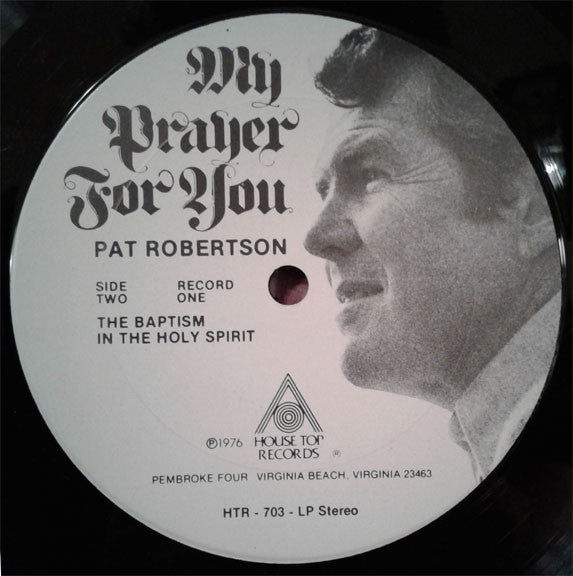 My
Prayer
For You
PAT ROBERTSON
SIDE TWO
RECORD ONE
THE BAPTISM
IN THE HOLY SPIRIT
℗1976
HOUSE TOP
RECORDS ®
PEMBROKE FOUR VIRGINIA BEACH, VIRGINIA 23463
HTR - 703 - LP Stereo